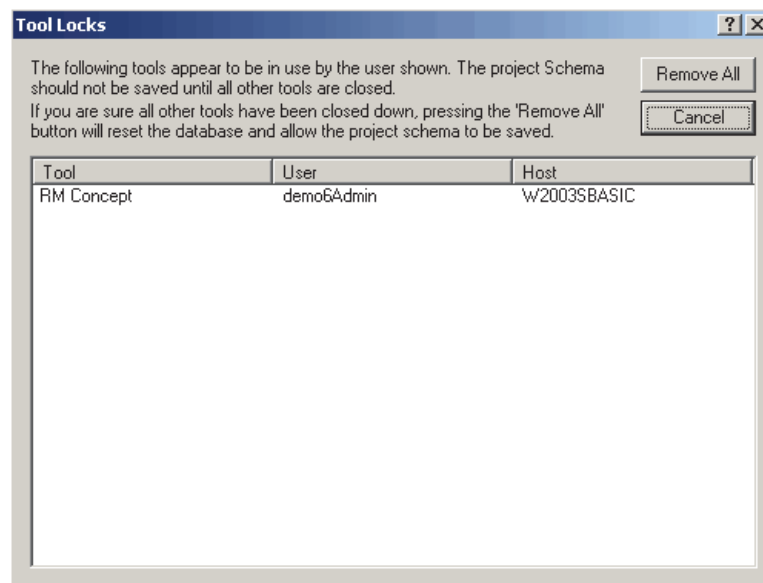 Tool Locks
The following tools appear to be in use by the user shown. The project Schema
should not be saved until all other tools are closed.
If you are sure all other tools have been closed down, pressing the 'Remove All'
button will reset the database and allow the project schema to be saved.
Remove All
Cancel
Tool User Host
RM Concept demo6Admin W2003SBASIC